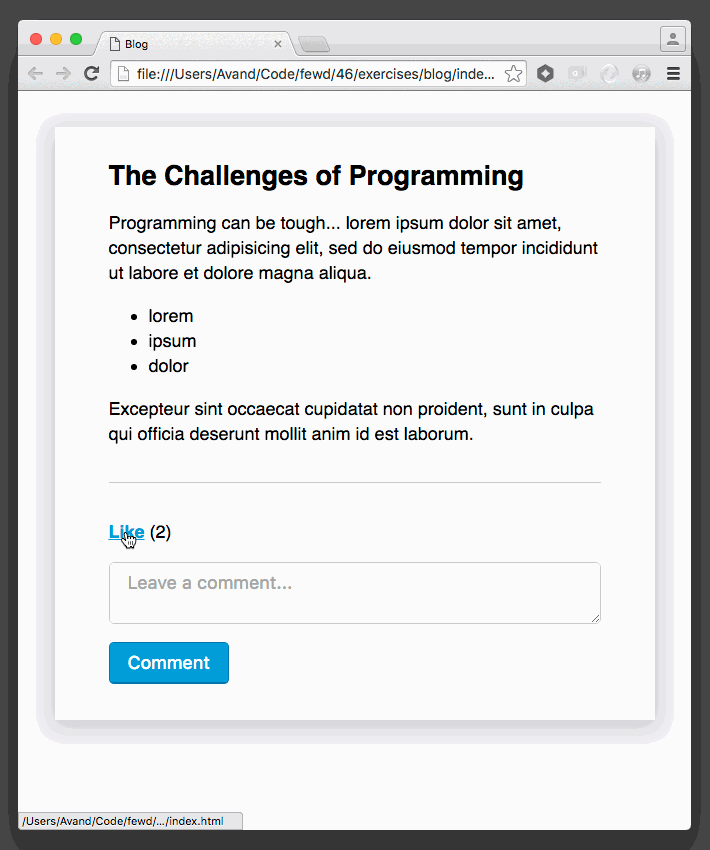 Blog
file:///Users/Avand/Code/fewd/46/exercises/blog/inde...
The Challenges of Programming
Programming can be tough... lorem ipsum dolor sit amet,
consectetur adipisicing elit, sed do eiusmod tempor incididunt
ut labore et dolore magna aliqua.
• lorem
• ipsum
• dolor
Excepteur sint occaecat cupidatat non proident, sunt in culpa
qui officia deserunt mollit anim id est laborum.
Like (2)
Leave a comment...
Comment
/Users/Avand/Code/fewd/.../index.html